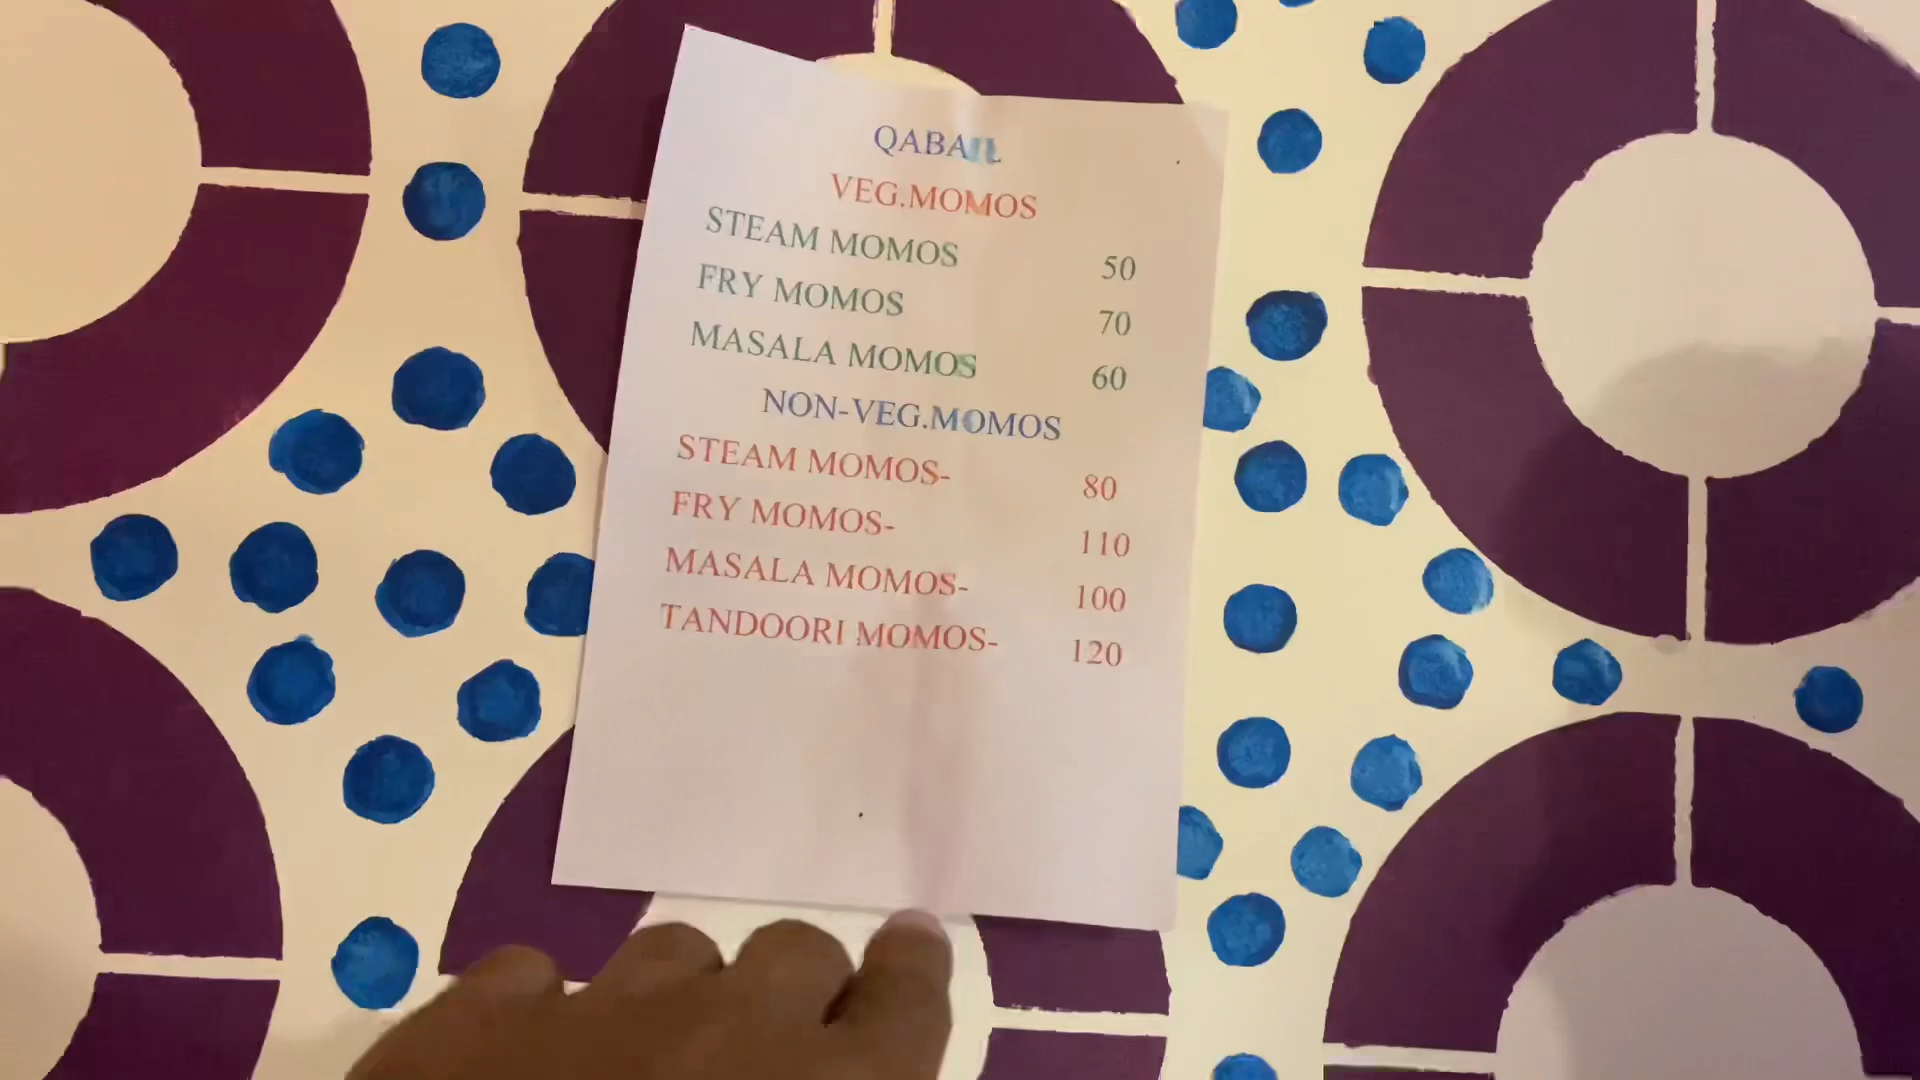 QABAIL
VEG.MOMOS
STEAM MOMOS 50
FRY MOMOS 70
MASALA MOMOS 60
NON-VEG.MOMOS
STEAM MOMOS- 80
FRY MOMOS- 110
MASALA MOMOS- 100
TANDOORI MOMOS- 120